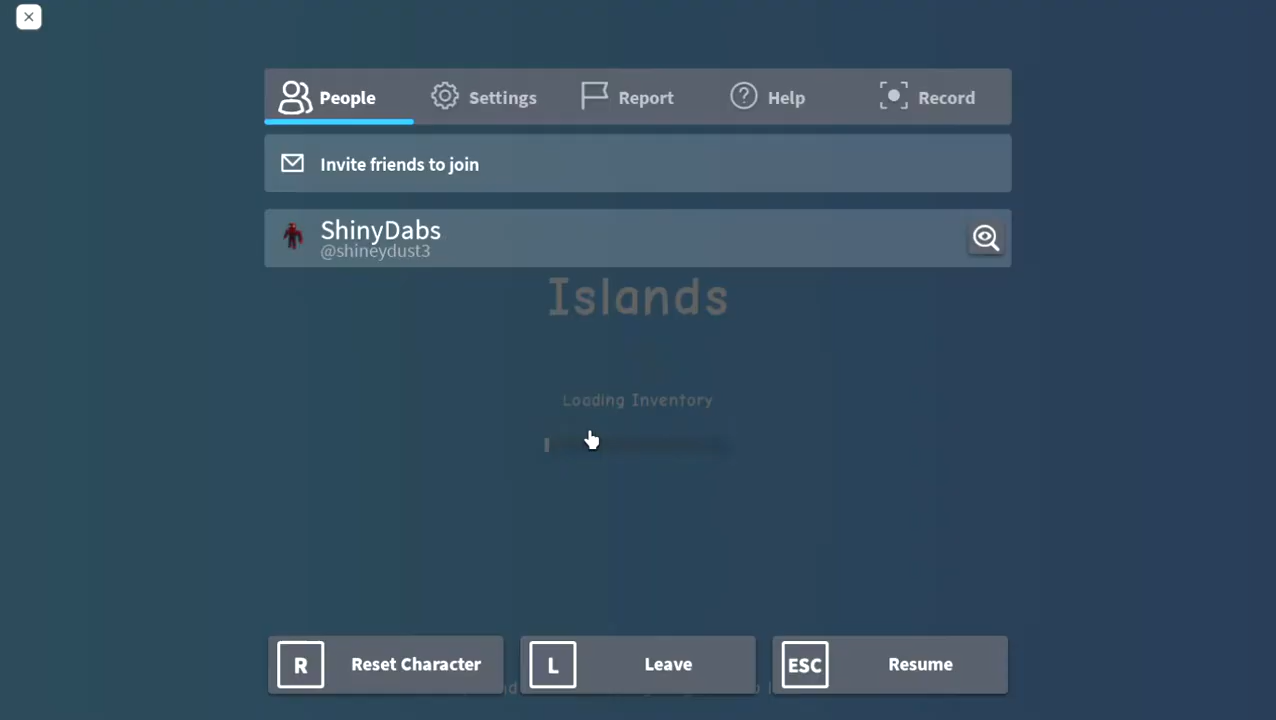 People
Settings
Report
Help
Record
Invite friends to join
ShinyDabs
@shineydust3
Islands
Loading Inventory
R Reset Character
L Leave
ESC Resume